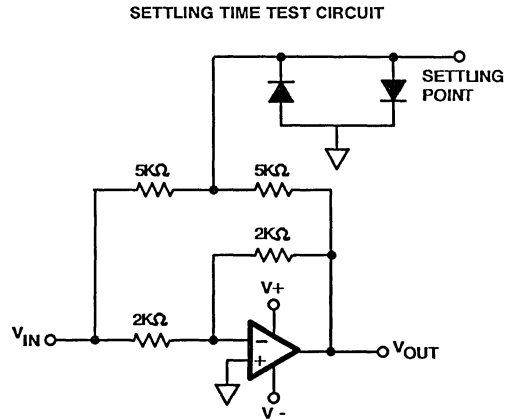 SETTLING TIME TEST CIRCUIT
SETTLING
POINT
5KΩ
5KΩ
2KΩ
V+
2KΩ
VIN
−
+
VOUT
V -